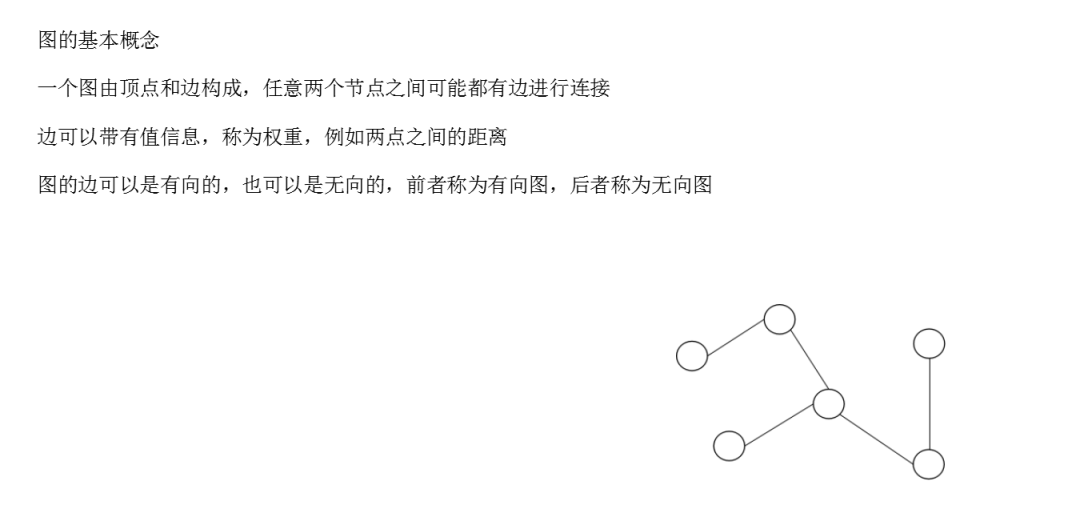 图的基本概念
一个图由顶点和边构成，任意两个节点之间可能都有边进行连接
边可以带有值信息，称为权重，例如两点之间的距离
图的边可以是有向的，也可以是无向的，前者称为有向图，后者称为无向图